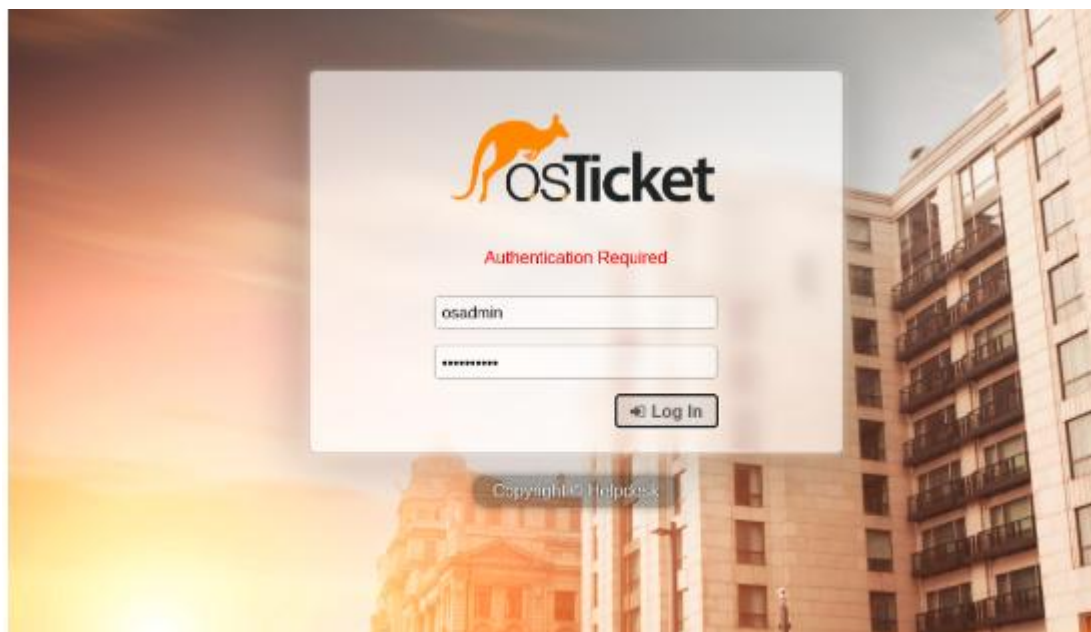 osTicket
Authentication Required
osadmin
••••••••••
Log In
Copyright © Helpdesk